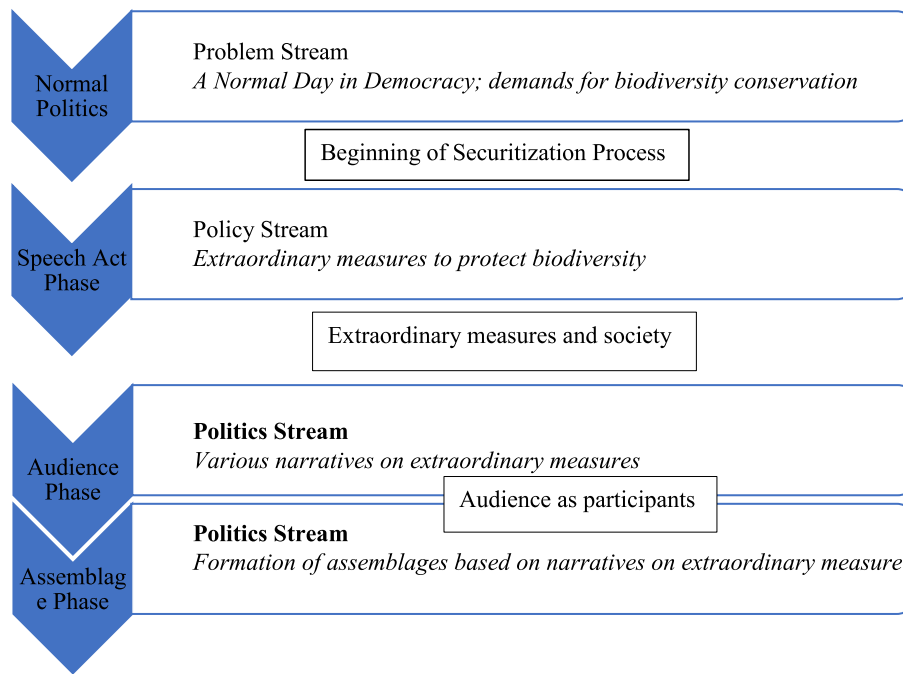 Normal
Politics
Problem Stream
A Normal Day in Democracy; demands for biodiversity conservation
Beginning of Securitization Process
Speech Act
Phase
Policy Stream
Extraordinary measures to protect biodiversity
Extraordinary measures and society
Audience
Phase
Politics Stream
Various narratives on extraordinary measures
Audience as participants
Assemblag
e Phase
Politics Stream
Formation of assemblages based on narratives on extraordinary measure